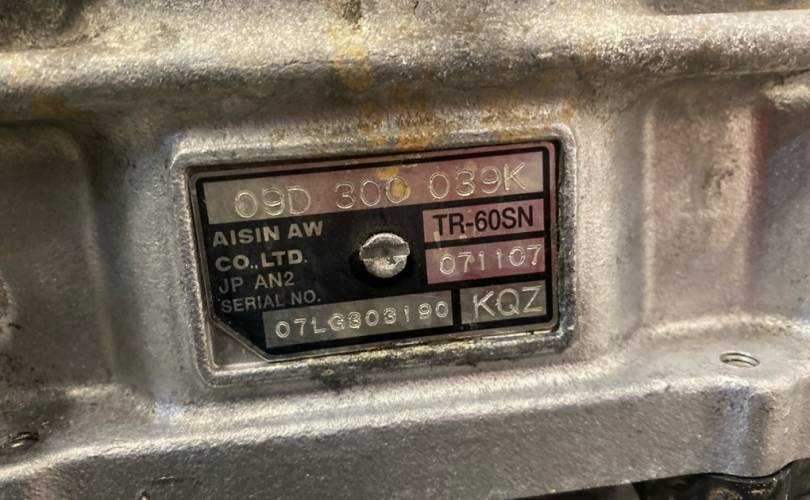 09D 300 039K
AISIN AW
CO.,LTD.
JP AN2
SERIAL NO.
TR-60SN
071107
07LG303190
KQZ